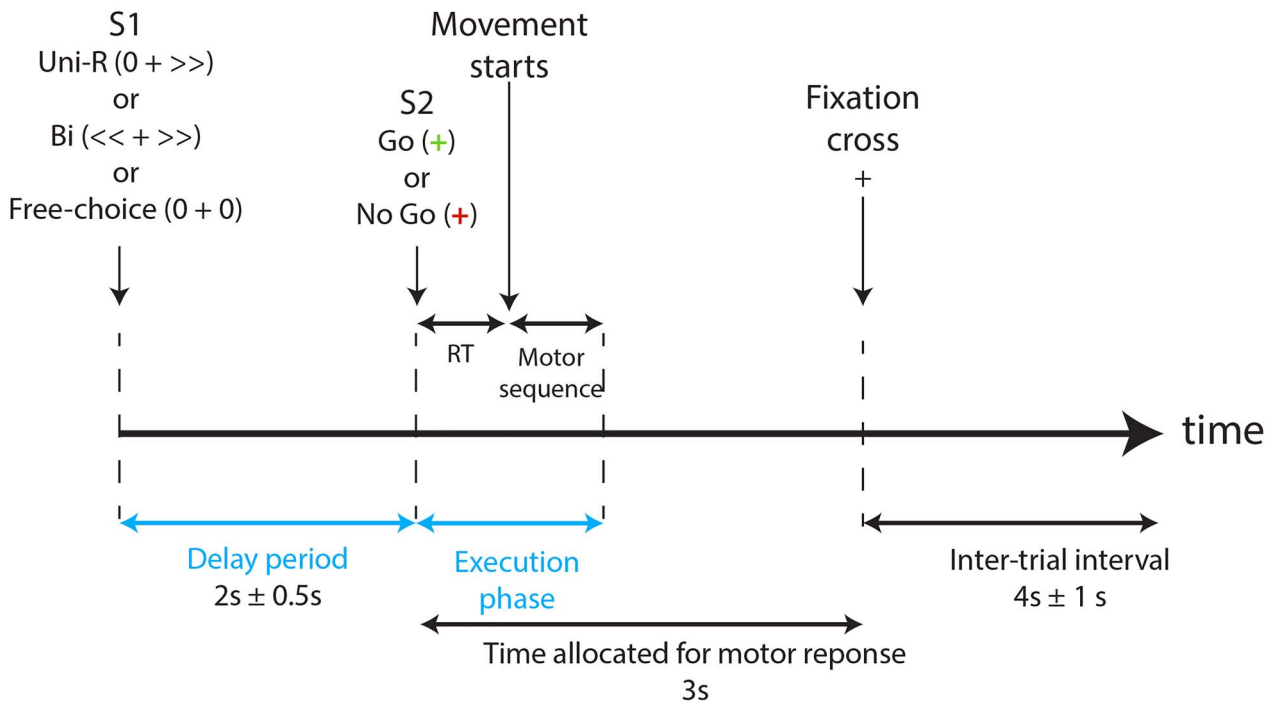 S1
Uni-R (0 + >>)
or
Bi (<< + >>)
or
Free-choice (0 + 0)
S2
Go (+)
or
No Go (+)
Movement
starts
Fixation
cross
+
RT
Motor
sequence
time
Delay period
2s ± 0.5s
Execution
phase
Inter-trial interval
4s ± 1 s
Time allocated for motor reponse
3s